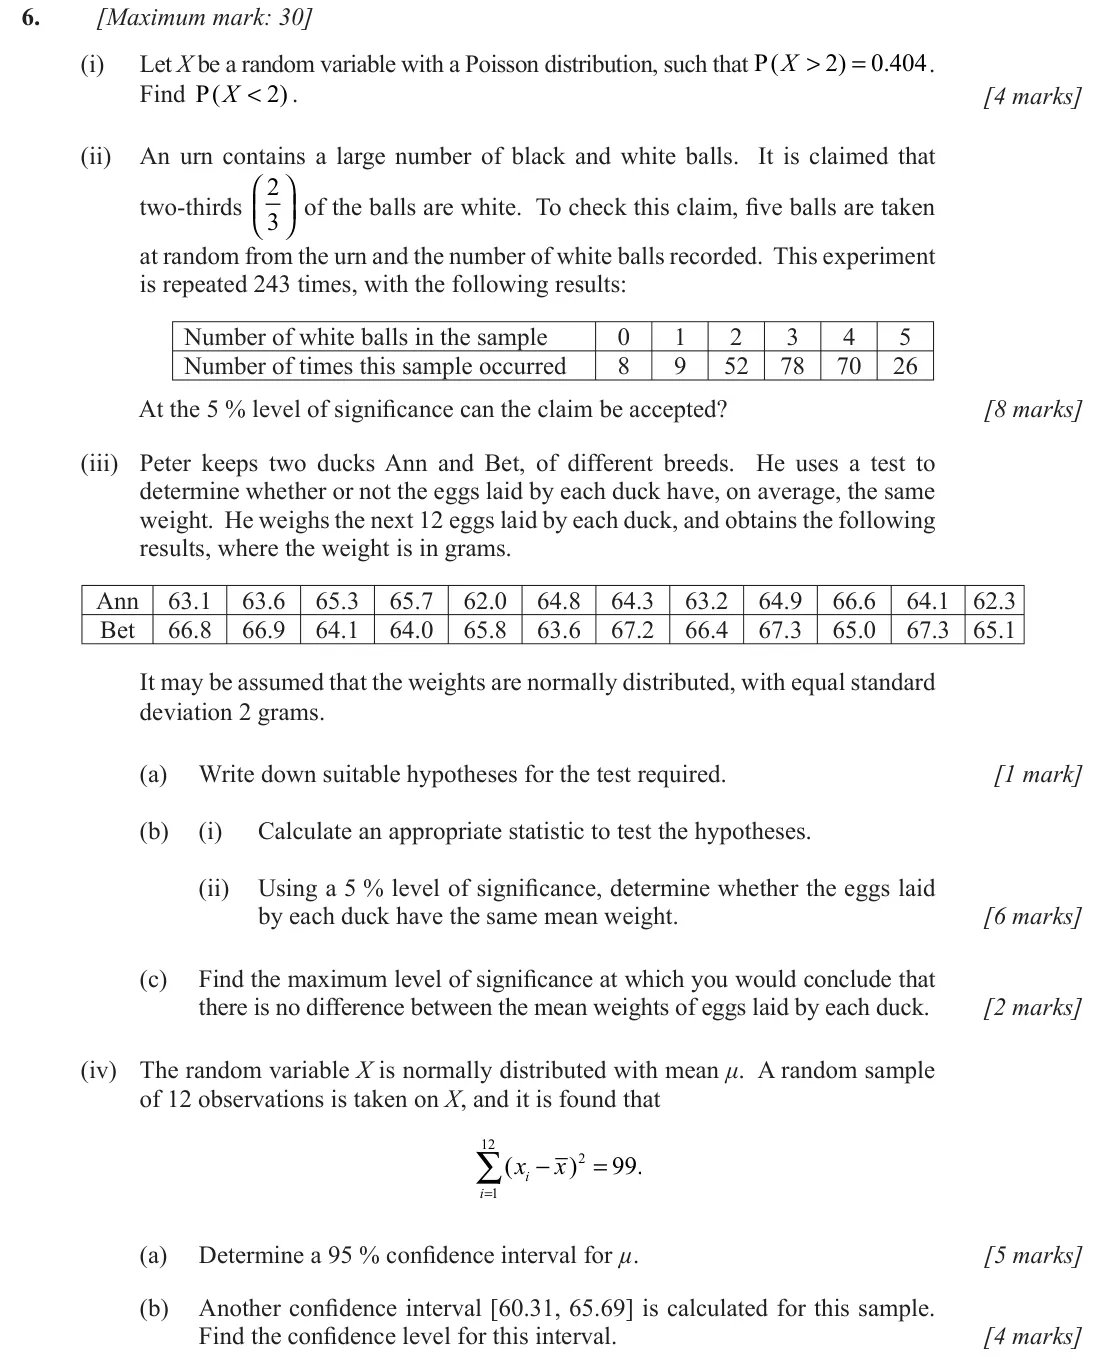 6. [Maximum mark: 30]
(i) Let X be a random variable with a Poisson distribution, such that P(X > 2) = 0.404.
Find P(X < 2). [4 marks]
(ii) An urn contains a large number of black and white balls. It is claimed that
two-thirds (2/3) of the balls are white. To check this claim, five balls are taken
at random from the urn and the number of white balls recorded. This experiment
is repeated 243 times, with the following results:
Number of white balls in the sample 0 1 2 3 4 5
Number of times this sample occurred 8 9 52 78 70 26
At the 5 % level of significance can the claim be accepted? [8 marks]
(iii) Peter keeps two ducks Ann and Bet, of different breeds. He uses a test to
determine whether or not the eggs laid by each duck have, on average, the same
weight. He weighs the next 12 eggs laid by each duck, and obtains the following
results, where the weight is in grams.
Ann 63.1 63.6 65.3 65.7 62.0 64.8 64.3 63.2 64.9 66.6 64.1 62.3
Bet 66.8 66.9 64.1 64.0 65.8 63.6 67.2 66.4 67.3 65.0 67.3 65.1
It may be assumed that the weights are normally distributed, with equal standard
deviation 2 grams.
(a) Write down suitable hypotheses for the test required. [1 mark]
(b) (i) Calculate an appropriate statistic to test the hypotheses.
(ii) Using a 5 % level of significance, determine whether the eggs laid
by each duck have the same mean weight. [6 marks]
(c) Find the maximum level of significance at which you would conclude that
there is no difference between the mean weights of eggs laid by each duck. [2 marks]
(iv) The random variable X is normally distributed with mean μ. A random sample
of 12 observations is taken on X, and it is found that
∑_{i=1}^{12} (x_i − x̄)² = 99.
(a) Determine a 95 % confidence interval for μ. [5 marks]
(b) Another confidence interval [60.31, 65.69] is calculated for this sample.
Find the confidence level for this interval. [4 marks]